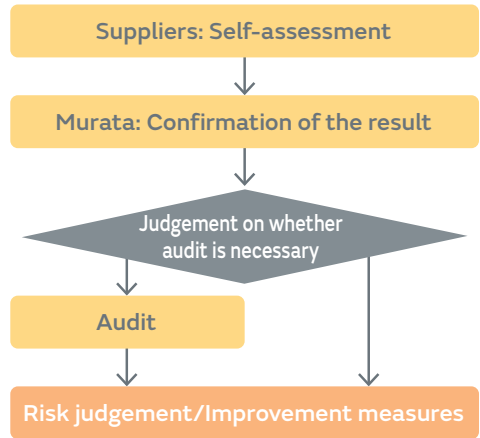 Suppliers: Self-assessment
Murata: Confirmation of the result
Judgement on whether
audit is necessary
Audit
Risk judgement/Improvement measures